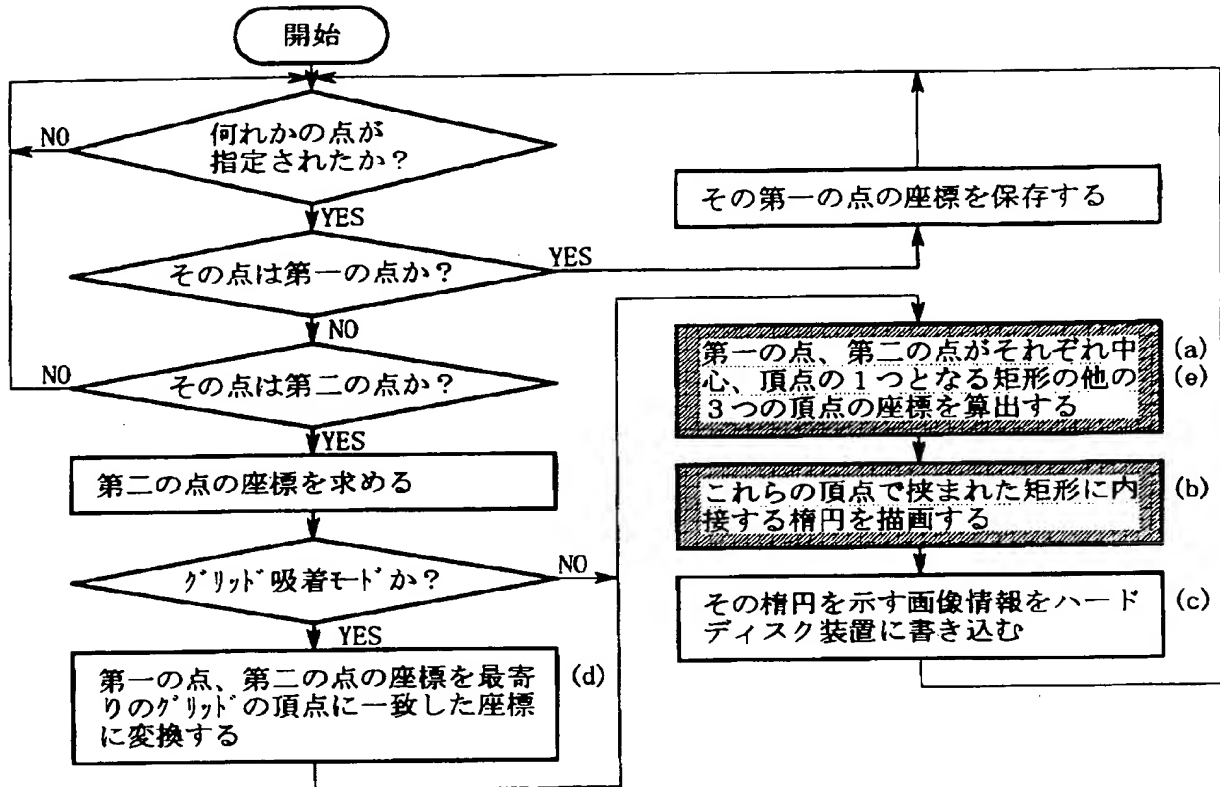 開始
何れかの点が
指定されたか？
NO
YES
その点は第一の点か？
YES
NO
その第一の点の座標を保存する
その点は第二の点か？
NO
YES
第二の点の座標を求める
ｸﾞﾘｯﾄﾞ吸着ﾓｰﾄﾞか？
NO
YES
第一の点、第二の点の座標を最寄
りのｸﾞﾘｯﾄﾞの頂点に一致した座標
に変換する
(d)
第一の点、第二の点がそれぞれ中
心、頂点の１つとなる矩形の他の
３つの頂点の座標を算出する
(a)
(e)
これらの頂点で挟まれた矩形に内
接する楕円を描画する
(b)
その楕円を示す画像情報をハード
ディスク装置に書き込む
(c)